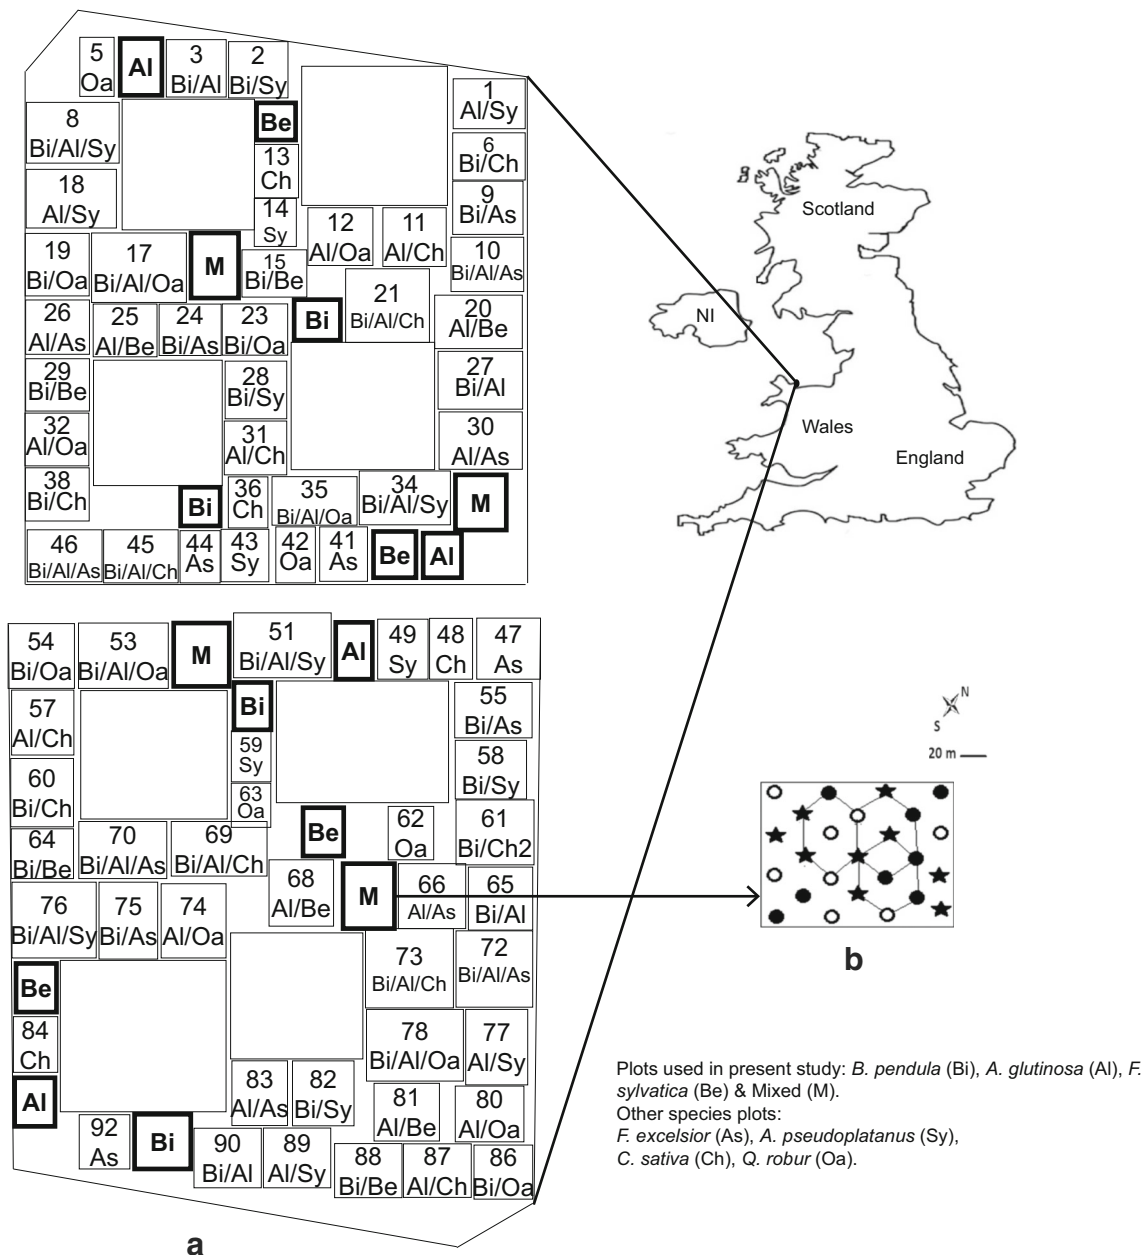 5
Oa
Al
3
Bi/Al
2
Bi/Sy
1
Al/Sy
8
Bi/Al/Sy
Be
13
Ch
6
Bi/Ch
18
Al/Sy
14
Sy
9
Bi/As
12
Al/Oa
11
Al/Ch
19
Bi/Oa
17
Bi/Al/Oa
M
15
Bi/Be
10
Bi/Al/As
21
Bi/Al/Ch
26
Al/As
25
Al/Be
24
Bi/As
23
Bi/Oa
Bi
20
Al/Be
29
Bi/Be
28
Bi/Sy
27
Bi/Al
32
Al/Oa
31
Al/Ch
30
Al/As
38
Bi/Ch
Bi
36
Ch
35
Bi/Al/Oa
34
Bi/Al/Sy
M
46
Bi/Al/As
45
Bi/Al/Ch
44
As
43
Sy
42
Oa
41
As
Be
Al
54
Bi/Oa
53
Bi/Al/Oa
M
51
Bi/Al/Sy
Al
49
Sy
48
Ch
47
As
57
Al/Ch
Bi
55
Bi/As
59
Sy
58
Bi/Sy
60
Bi/Ch
63
Oa
64
Bi/Be
70
Bi/Al/As
69
Bi/Al/Ch
Be
62
Oa
61
Bi/Ch2
68
Al/Be
M
66
Al/As
65
Bi/Al
76
Bi/Al/Sy
75
Bi/As
74
Al/Oa
73
Bi/Al/Ch
72
Bi/Al/As
Be
84
Ch
78
Bi/Al/Oa
77
Al/Sy
Al
83
Al/As
82
Bi/Sy
81
Al/Be
80
Al/Oa
92
As
Bi
90
Bi/Al
89
Al/Sy
88
Bi/Be
87
Al/Ch
86
Bi/Oa
a
Scotland
NI
Wales
England
N
S
20 m
b
Plots used in present study: B. pendula (Bi), A. glutinosa (Al), F.
sylvatica (Be) & Mixed (M).
Other species plots:
F. excelsior (As), A. pseudoplatanus (Sy),
C. sativa (Ch), Q. robur (Oa).